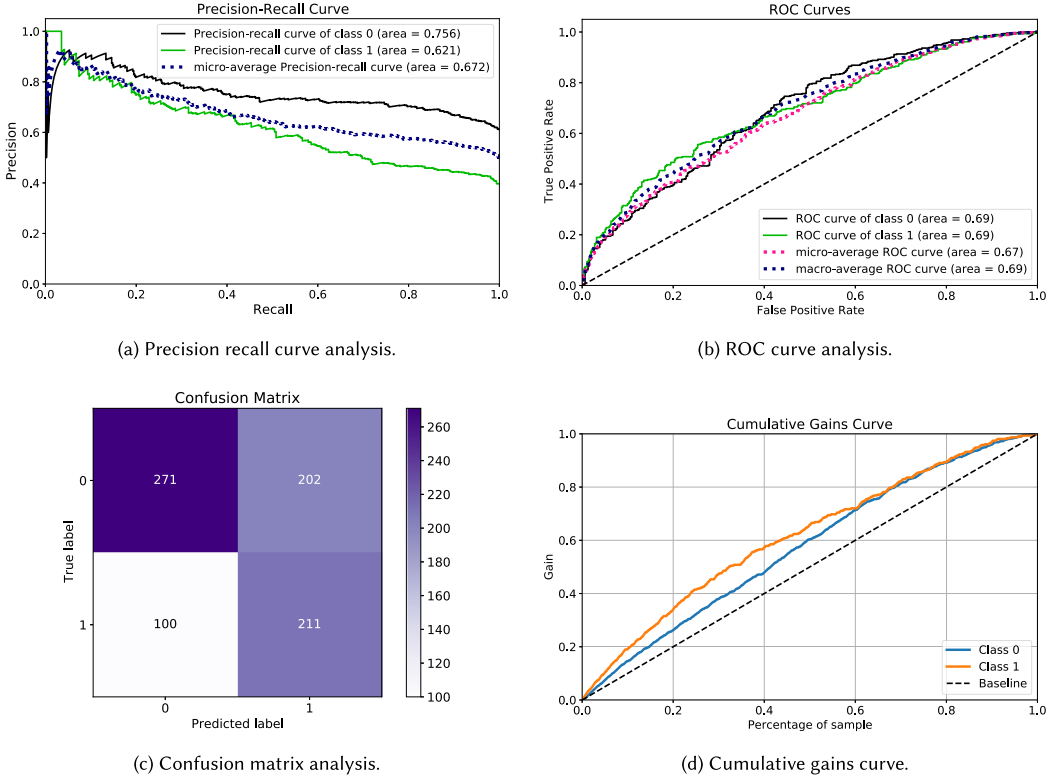 Precision-Recall Curve
1.0
0.8
0.6
0.4
0.2
0.0
Precision
Precision-recall curve of class 0 (area = 0.756)
Precision-recall curve of class 1 (area = 0.621)
micro-average Precision-recall curve (area = 0.672)
0.0 0.2 0.4 0.6 0.8 1.0
Recall
(a) Precision recall curve analysis.
ROC Curves
1.0
0.8
0.6
0.4
0.2
0.0
True Positive Rate
ROC curve of class 0 (area = 0.69)
ROC curve of class 1 (area = 0.69)
micro-average ROC curve (area = 0.67)
macro-average ROC curve (area = 0.69)
0.0 0.2 0.4 0.6 0.8 1.0
False Positive Rate
(b) ROC curve analysis.
Confusion Matrix
True label
0
1
271 202
100 211
0 1
Predicted label
260
240
220
200
180
160
140
120
100
(c) Confusion matrix analysis.
Cumulative Gains Curve
1.0
0.8
0.6
0.4
0.2
0.0
Gain
Class 0
Class 1
Baseline
0.0 0.2 0.4 0.6 0.8 1.0
Percentage of sample
(d) Cumulative gains curve.